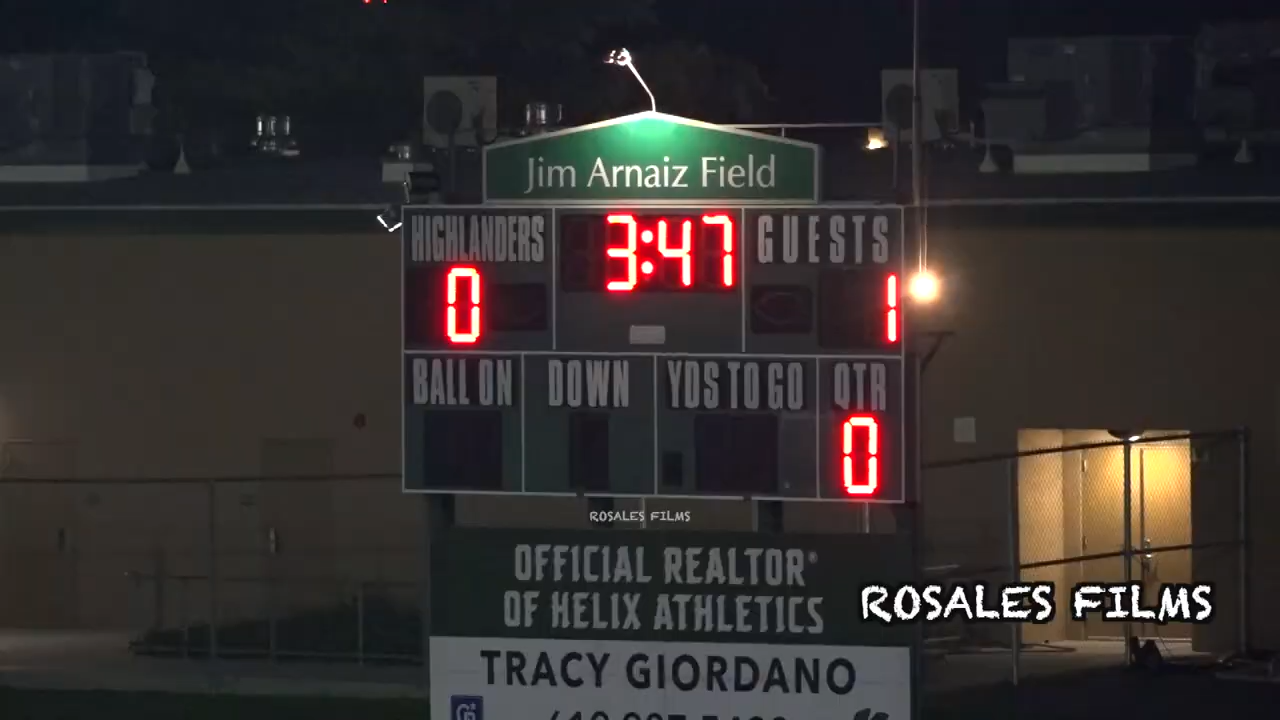 Jim Arnaiz Field
HIGHLANDERS 3:47 GUESTS
0 1
BALL ON DOWN YDS TO GO QTR
0
ROSALES FILMS
OFFICIAL REALTOR®
OF HELIX ATHLETICS
ROSALES FILMS
TRACY GIORDANO